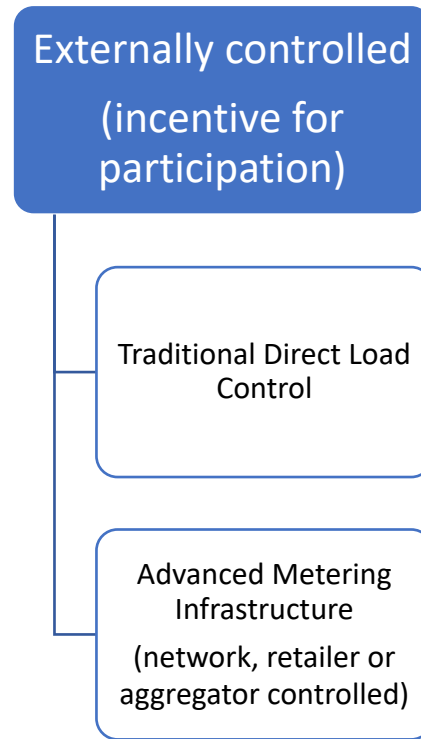 Externally controlled
(incentive for
participation)
Traditional Direct Load
Control
Advanced Metering
Infrastructure
(network, retailer or
aggregator controlled)